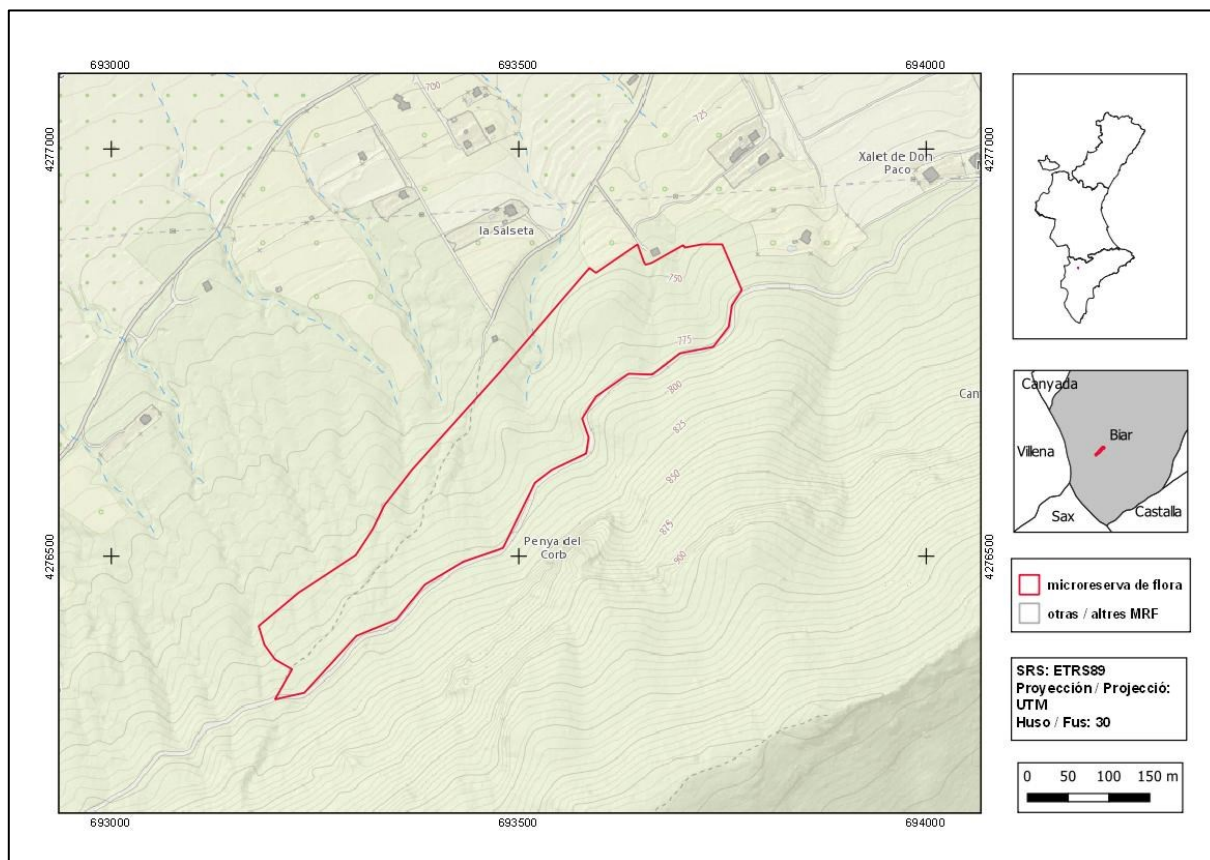 693000
693500
694000
4277000
4277000
700
725
Xalet de Don
Paco
la Salseta
750
775
800
825
850
875
900
Can
4276500
4276500
Penya del
Corb
693000
693500
694000
Canyada
Biar
Villena
Sax
Castalla
microreserva de flora
otras / altres MRF
SRS: ETRS89
Proyección / Projecció:
UTM
Huso / Fus: 30
0 50 100 150 m